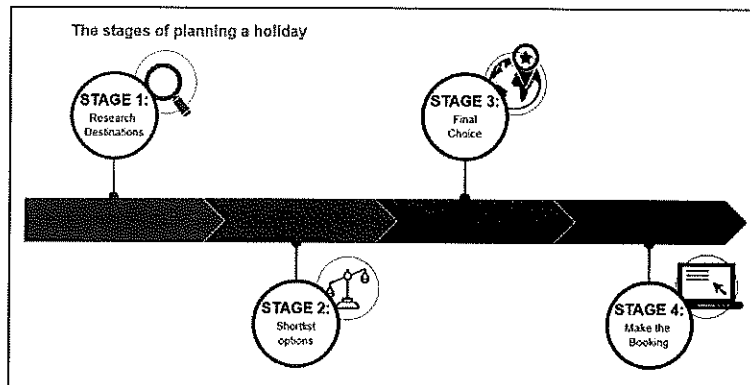 The stages of planning a holiday
STAGE 1:
Research
Destinations
STAGE 2:
Shortlist
options
STAGE 3:
Final
Choice
STAGE 4:
Make the
Booking